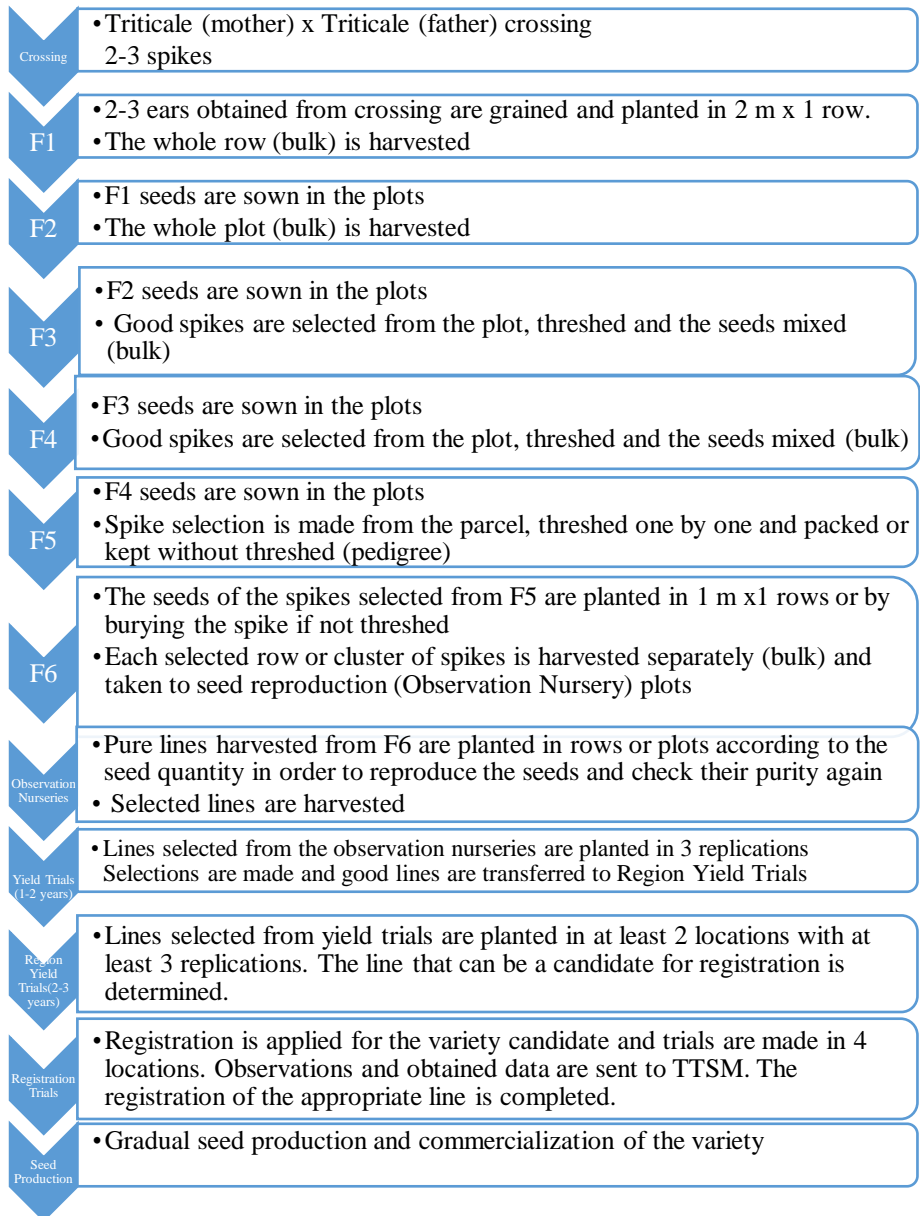 Crossing
•Triticale (mother) x Triticale (father) crossing
2-3 spikes
F1
•2-3 ears obtained from crossing are grained and planted in 2 m x 1 row.
•The whole row (bulk) is harvested
F2
•F1 seeds are sown in the plots
•The whole plot (bulk) is harvested
F3
•F2 seeds are sown in the plots
• Good spikes are selected from the plot, threshed and the seeds mixed
(bulk)
F4
•F3 seeds are sown in the plots
•Good spikes are selected from the plot, threshed and the seeds mixed (bulk)
F5
•F4 seeds are sown in the plots
•Spike selection is made from the parcel, threshed one by one and packed or
kept without threshed (pedigree)
F6
•The seeds of the spikes selected from F5 are planted in 1 m x1 rows or by
burying the spike if not threshed
•Each selected row or cluster of spikes is harvested separately (bulk) and
taken to seed reproduction (Observation Nursery) plots
Observation
Nurseries
•Pure lines harvested from F6 are planted in rows or plots according to the
seed quantity in order to reproduce the seeds and check their purity again
• Selected lines are harvested
Yield Trials
(1-2 years)
•Lines selected from the observation nurseries are planted in 3 replications
Selections are made and good lines are transferred to Region Yield Trials
Region
Yield
Trials(2-3
years)
•Lines selected from yield trials are planted in at least 2 locations with at
least 3 replications. The line that can be a candidate for registration is
determined.
Registration
Trials
•Registration is applied for the variety candidate and trials are made in 4
locations. Observations and obtained data are sent to TTSM. The
registration of the appropriate line is completed.
Seed
Production
•Gradual seed production and commercialization of the variety